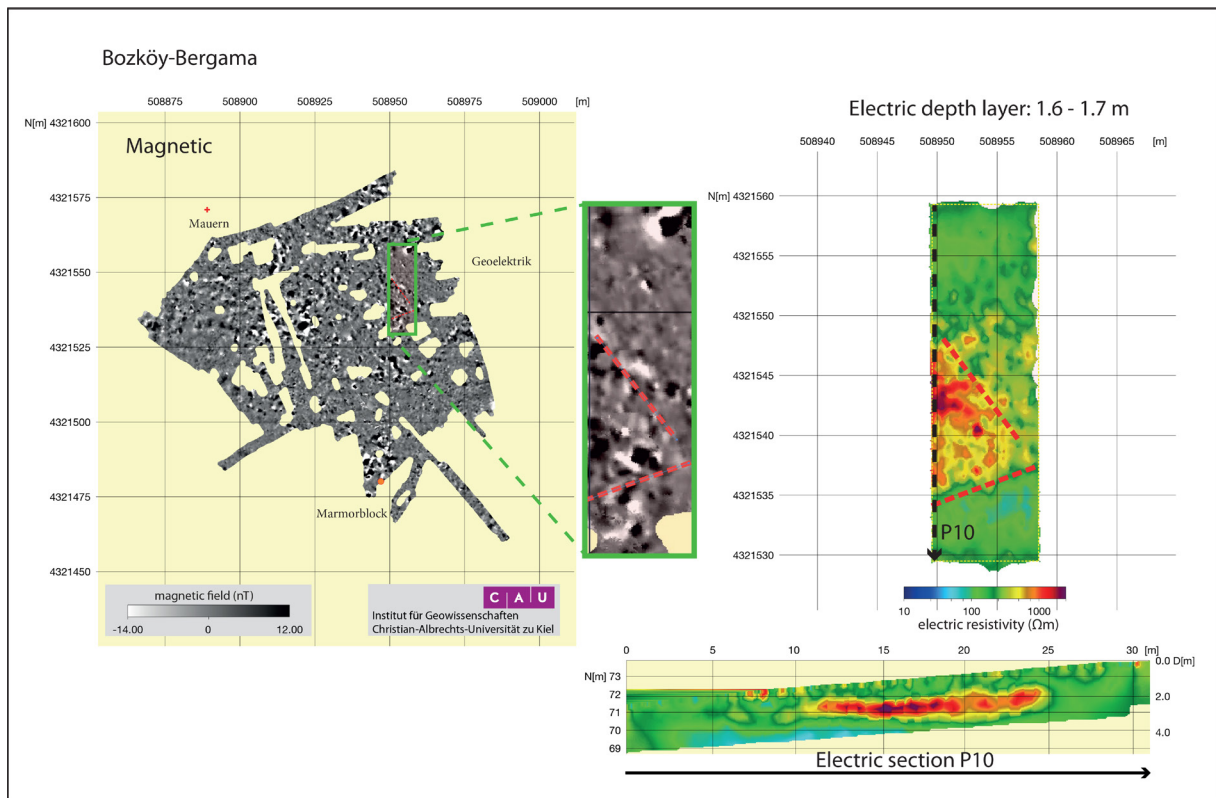 Bozköy-Bergama
508875 508900 508925 508950 508975 509000 [m]
N[m] 4321600
Magnetic
4321575
Mauern
4321550
Geoelektrik
4321525
4321500
4321475
Marmorblock
4321450
magnetic field (nT)
-14.00 0 12.00
C A U
Institut für Geowissenschaften
Christian-Albrechts-Universität zu Kiel
Electric depth layer: 1.6 - 1.7 m
508940 508945 508950 508955 508960 508965 [m]
N[m] 4321560
4321555
4321550
4321545
4321540
4321535
P10
4321530
10 100 1000
electric resistivity (Ωm)
0 5 10 15 20 25 30 [m]
N[m] 73 0.0 D[m]
72
2.0
71
70 4.0
69
Electric section P10